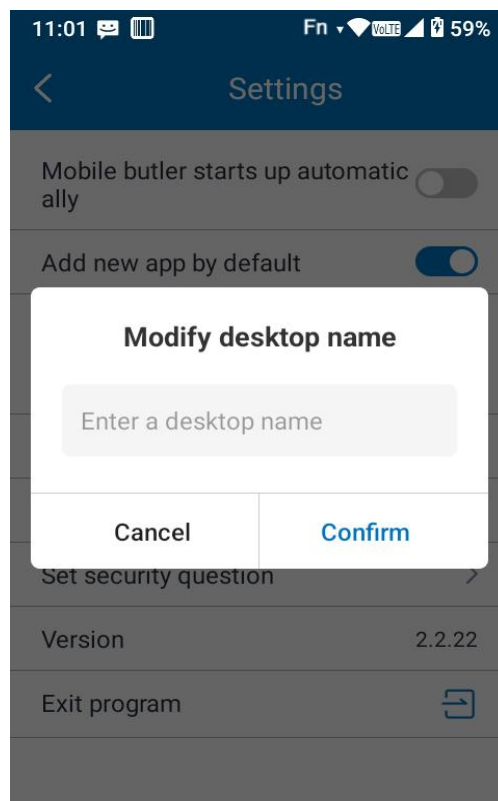 11:01 Fn VoLTE 59%
Settings
Mobile butler starts up automatic
ally
Add new app by default
Modify desktop name
Enter a desktop name
Cancel Confirm
Set security question
Version 2.2.22
Exit program